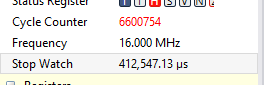 Status Register I T H S V N Z
Cycle Counter 6600754
Frequency 16.000 MHz
Stop Watch 412,547.13 µs
Registers